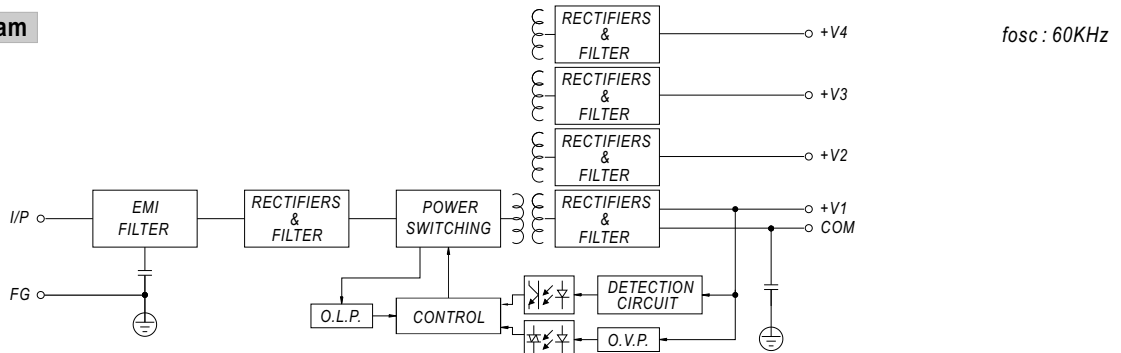 am
fosc : 60KHz
RECTIFIERS
&
FILTER
+V4
RECTIFIERS
&
FILTER
+V3
RECTIFIERS
&
FILTER
+V2
I/P
EMI
FILTER
RECTIFIERS
&
FILTER
POWER
SWITCHING
RECTIFIERS
&
FILTER
+V1
COM
FG
O.L.P.
CONTROL
DETECTION
CIRCUIT
O.V.P.